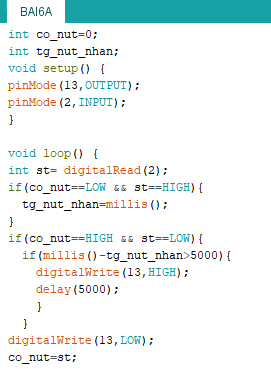 BAI6A
int co_nut=0;
int tg_nut_nhan;
void setup() {
pinMode(13,OUTPUT);
pinMode(2,INPUT);
}
void loop() {
int st= digitalRead(2);
if(co_nut==LOW && st==HIGH){
tg_nut_nhan=millis();
}
if(co_nut==HIGH && st==LOW){
if(millis()-tg_nut_nhan>5000){
digitalWrite(13,HIGH);
delay(5000);
}
}
digitalWrite(13,LOW);
co_nut=st;